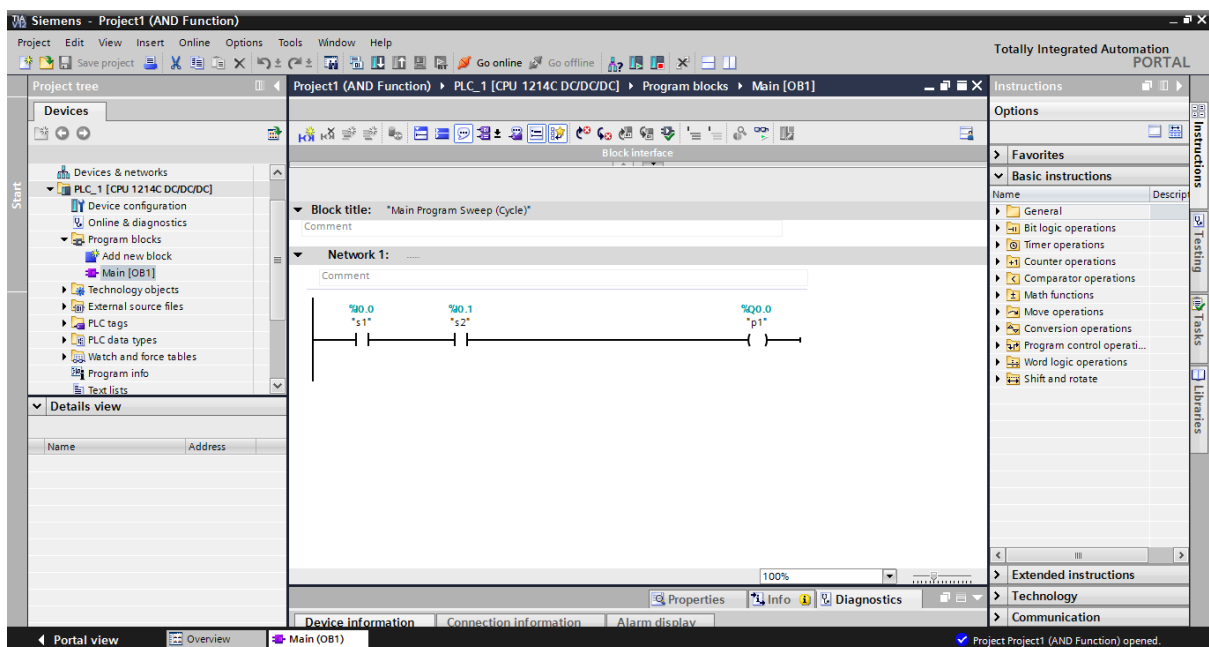 Siemens - Project1 (AND Function)
Project Edit View Insert Online Options Tools Window Help
Save project Go online Go offline
Totally Integrated Automation
PORTAL
Project tree
Devices
Start
Devices & networks
PLC_1 [CPU 1214C DC/DC/DC]
Device configuration
Online & diagnostics
Program blocks
Add new block
Main [OB1]
Technology objects
External source files
PLC tags
PLC data types
Watch and force tables
Program info
Text lists
Details view
Name Address
Project1 (AND Function) PLC_1 [CPU 1214C DC/DC/DC] Program blocks Main [OB1]
Block interface
Block title: "Main Program Sweep (Cycle)"
Comment
Network 1: .....
Comment
%I0.0 %I0.1 %Q0.0
"s1" "s2" "p1"
100%
Properties Info Diagnostics
Device information Connection information Alarm display
Instructions
Options
Favorites
Basic instructions
Name Descript
General
Bit logic operations
Timer operations
Counter operations
Comparator operations
Math functions
Move operations
Conversion operations
Program control operati...
Word logic operations
Shift and rotate
Extended instructions
Technology
Communication
Instructions
Testing
Tasks
Libraries
Portal view Overview Main (OB1) Project Project1 (AND Function) opened.